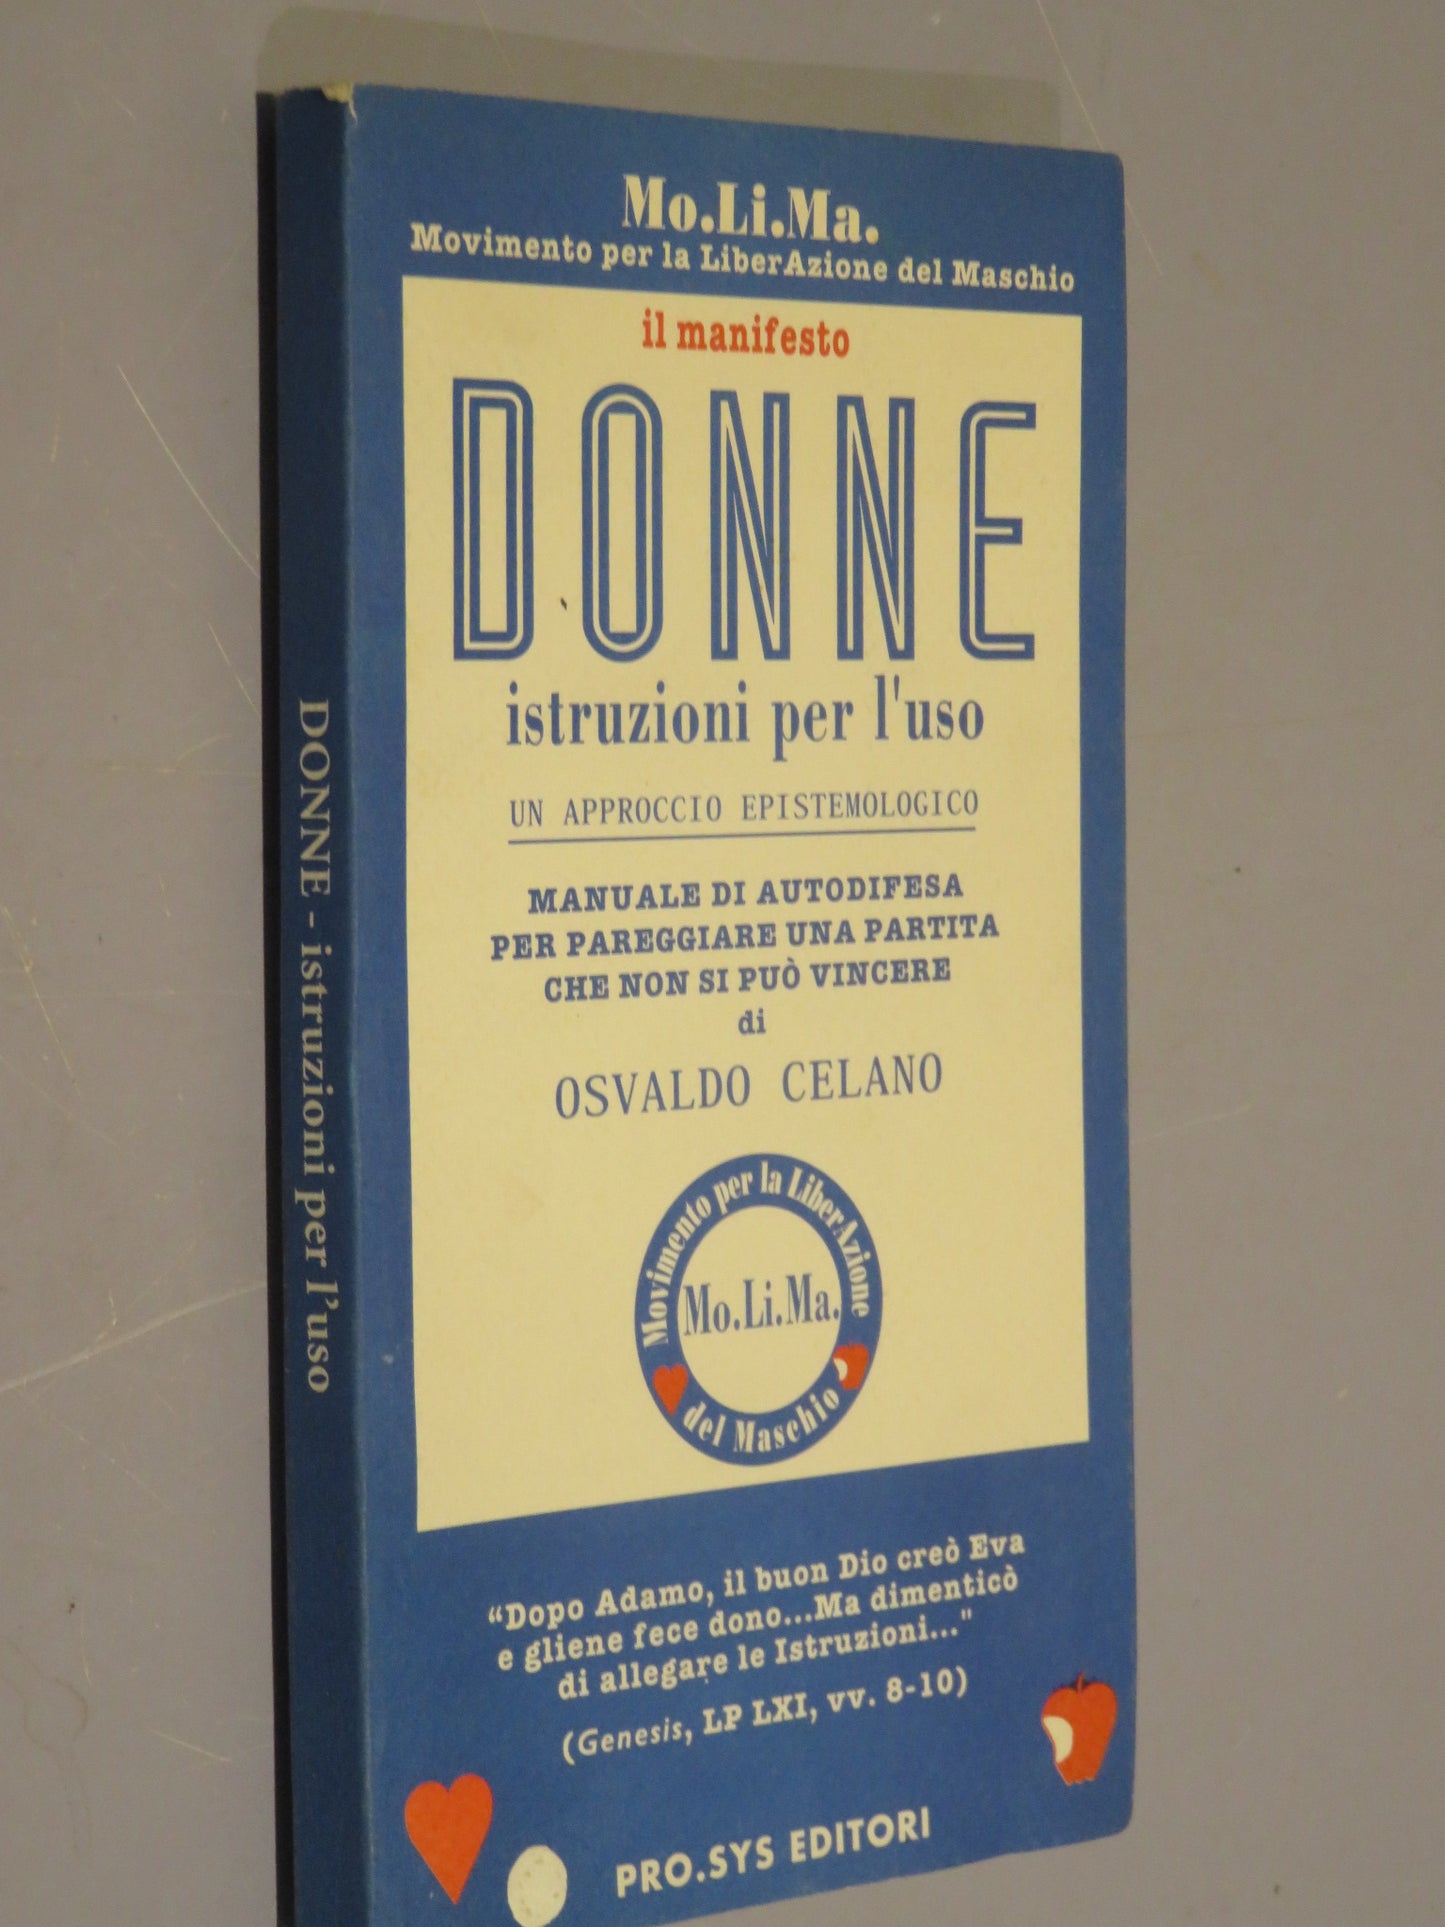 Mo.Li.Ma.
Movimento per la LiberAzione del Maschio
il manifesto
DONNE
istruzioni per l'uso
UN APPROCCIO EPISTEMOLOGICO
MANUALE DI AUTODIFESA
PER PAREGGIARE UNA PARTITA
CHE NON SI PUÒ VINCERE
di
OSVALDO CELANO
Movimento per la LiberAzione
Mo.Li.Ma.
del Maschio
“Dopo Adamo, il buon Dio creò Eva
e gliene fece dono...Ma dimenticò
di allegare le Istruzioni..."
(Genesis, LP LXI, vv. 8-10)
PRO.SYS EDITORI
DONNE - istruzioni per l’uso